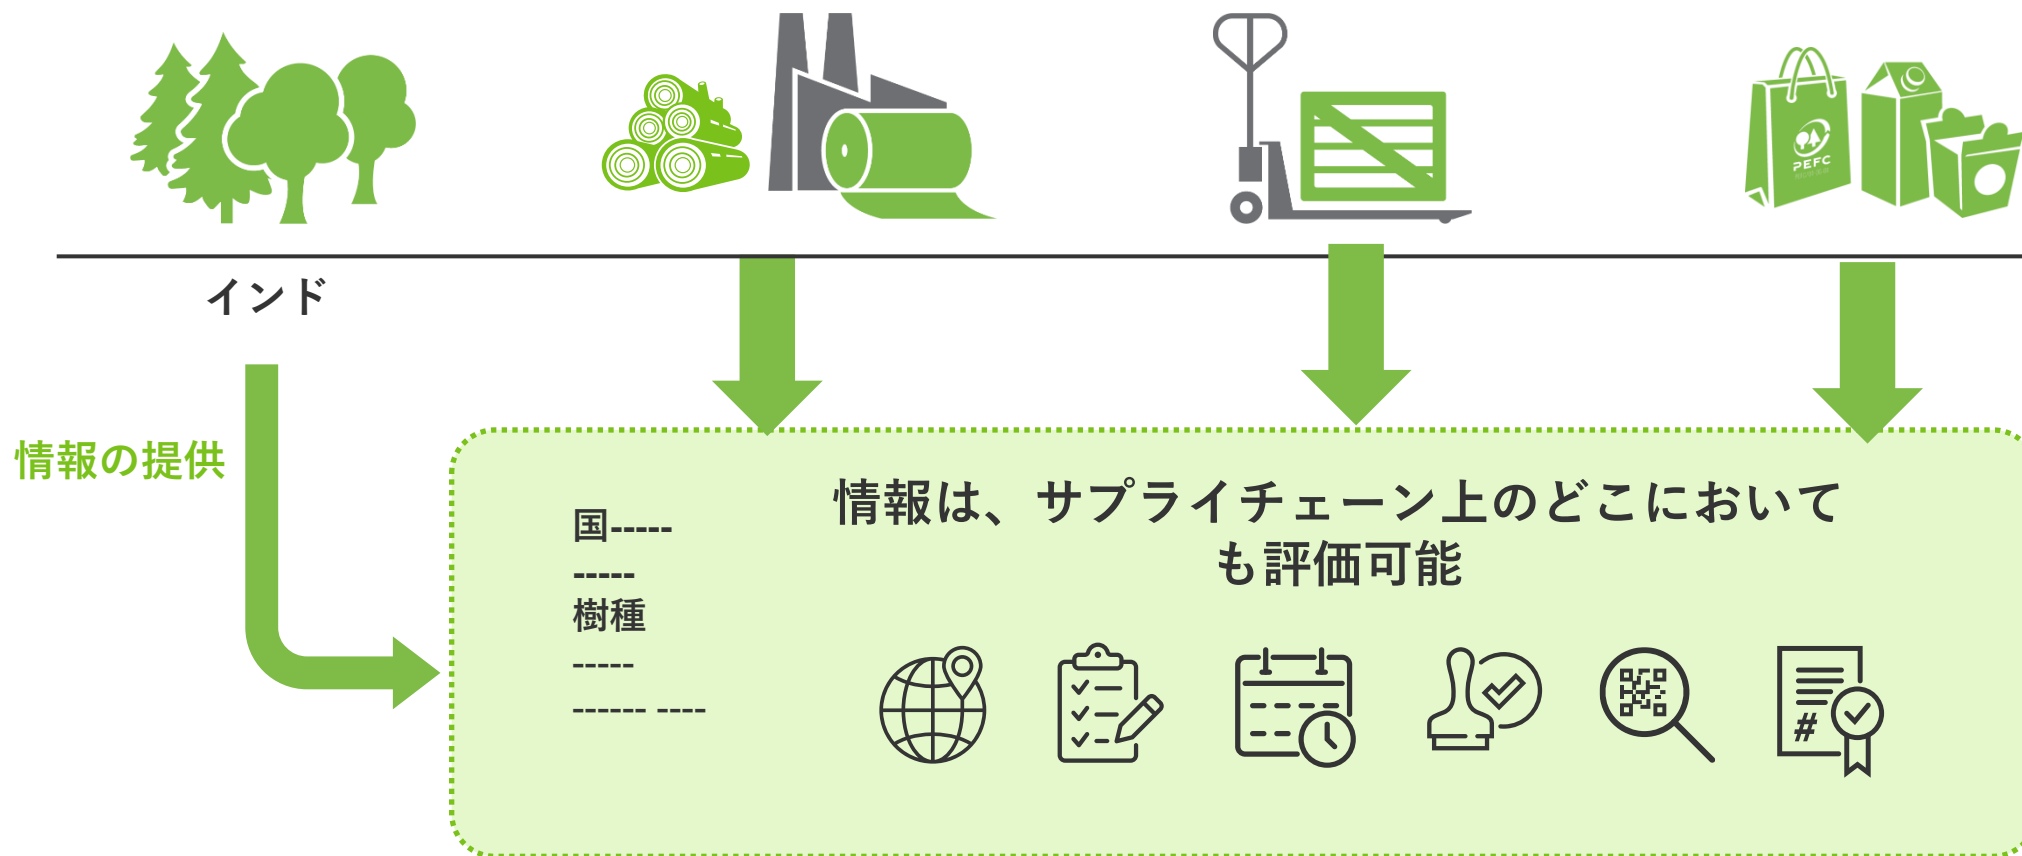 PEFC
インド
情報の提供
情報は、サプライチェーン上のどこにおいて
も評価可能
国-----
-----
樹種
-----
------ ----
#